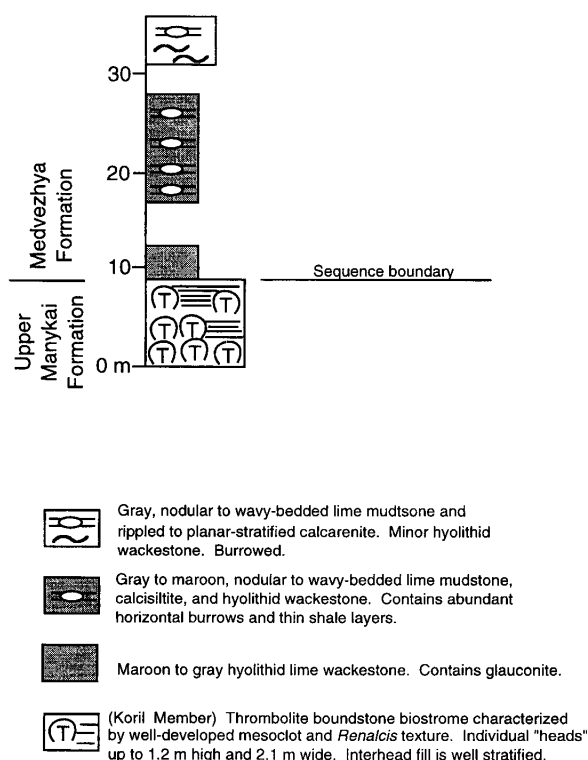 30
20
10
0 m
Medvezhya
Formation
Upper
Manykai
Formation
Sequence boundary
T T
T T
T T T
Gray, nodular to wavy-bedded lime mudtsone and
rippled to planar-stratified calcarenite. Minor hyolithid
wackestone. Burrowed.
Gray to maroon, nodular to wavy-bedded lime mudstone,
calcisiltite, and hyolithid wackestone. Contains abundant
horizontal burrows and thin shale layers.
Maroon to gray hyolithid lime wackestone. Contains glauconite.
T
(Koril Member) Thrombolite boundstone biostrome characterized
by well-developed mesoclot and Renalcis texture. Individual "heads"
up to 1.2 m high and 2.1 m wide. Interhead fill is well stratified.